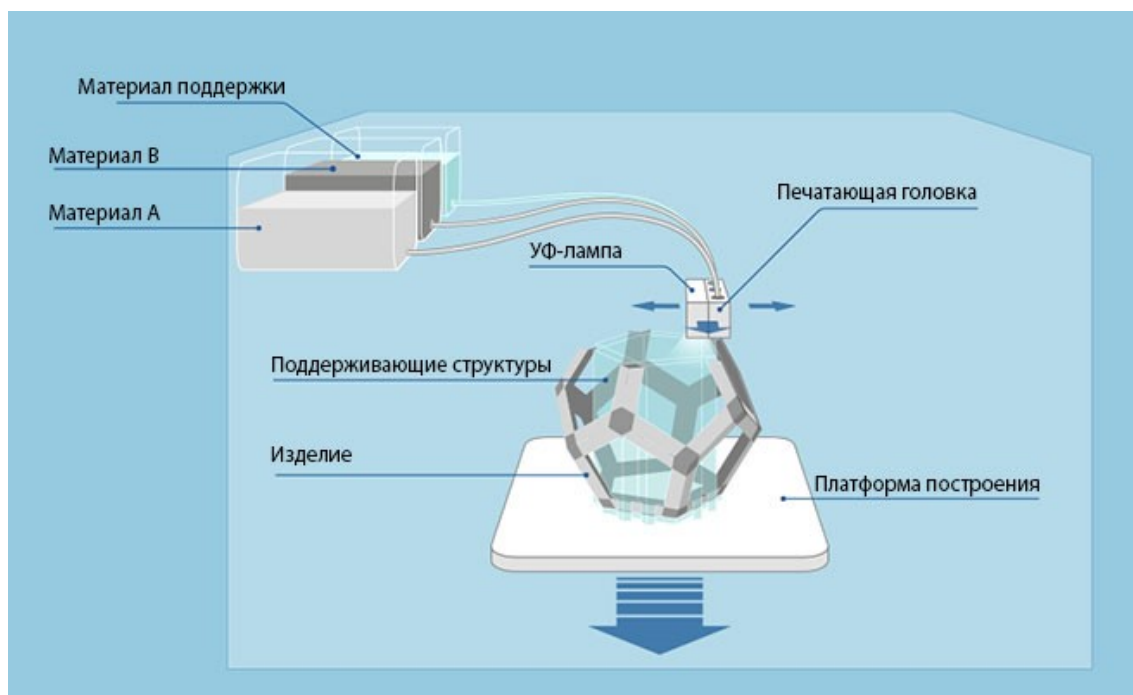 Материал поддержки
Материал B
Материал А
Печатающая головка
УФ-лампа
Поддерживающие структуры
Изделие
Платформа построения